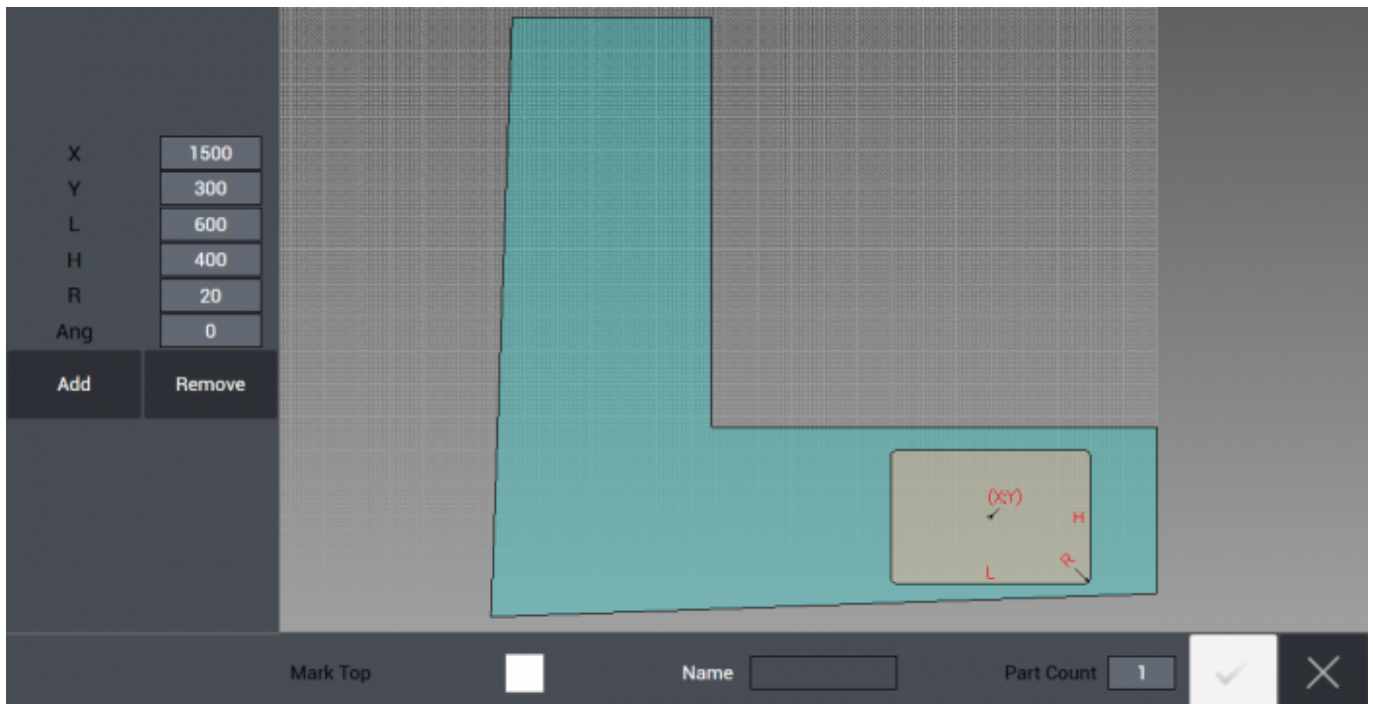 X 1500
Y 300
L 600
H 400
R 20
Ang 0
Add Remove
(X;Y)
H
L
R
Mark Top Name Part Count 1